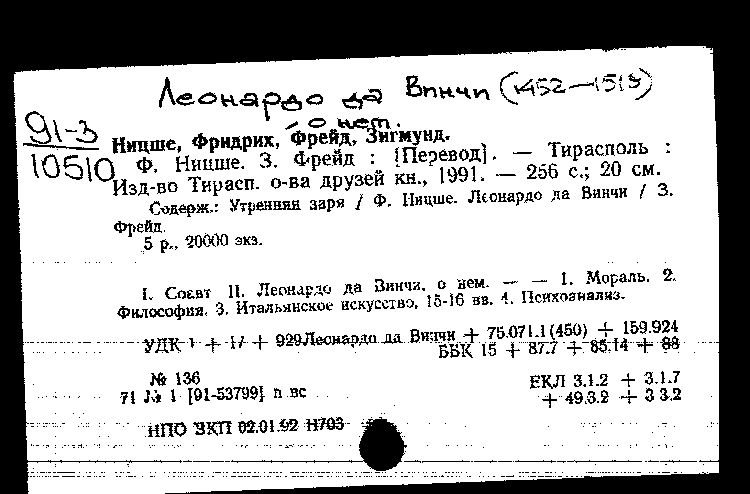 Леонардо да Винчи (1452-1519)
о нем.
91-3
10510
Ницше, Фридрих, Фрейд, Зигмунд.
Ф. Ницше. З. Фрейд : [Перевод]. — Тирасполь :
Изд-во Тирасп. о-ва друзей кн., 1991. — 256 с.; 20 см.
Содерж.: Утренняя заря / Ф. Ницше. Леонардо да Винчи / З.
Фрейд.
5 р., 20000 экз.
I. Соавт II. Леонардо да Винчи, о нем. — — 1. Мораль. 2.
Философия. 3. Итальянское искусство, 15-16 вв. 4. Психоанализ.
УДК 1 + 17 + 929Леонардо да Винчи + 75.071.1(450) + 159.924
ББК 15 + 87.7 + 85.14 + 88
№ 136
71 № 1 [91-53799] п вс
ЕКЛ 3.1.2 + 3.1.7
+ 49.3.2 + 3 3.2
НПО ВКП 02.01.92 Н703